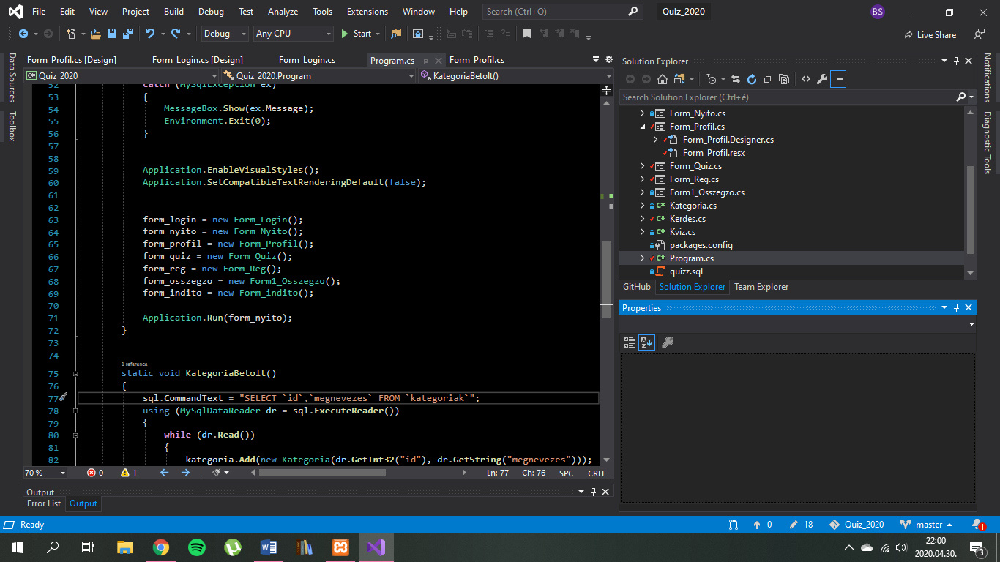 File Edit View Project Build Debug Test Analyze Tools Extensions Window Help Search (Ctrl+Q) Quiz_2020 BS
Debug Any CPU Start Live Share
Form_Profil.cs [Design] Form_Login.cs [Design] Form_Login.cs Program.cs Form_Profil.cs
Quiz_2020 Quiz_2020.Program KategoriaBetolt()
52 catch (MySqlException ex)
53 {
54 MessageBox.Show(ex.Message);
55 Environment.Exit(0);
56 }
57
58
59 Application.EnableVisualStyles();
60 Application.SetCompatibleTextRenderingDefault(false);
61
62
63 form_login = new Form_Login();
64 form_nyito = new Form_Nyito();
65 form_profil = new Form_Profil();
66 form_quiz = new Form_Quiz();
67 form_reg = new Form_Reg();
68 form_osszegzo = new Form1_Osszegzo();
69 form_indito = new Form_indito();
70
71 Application.Run(form_nyito);
72 }
73
74
1 reference
75 static void KategoriaBetolt()
76 {
77 sql.CommandText = "SELECT `id`,`megnevezes` FROM `kategoriak`";
78 using (MySqlDataReader dr = sql.ExecuteReader())
79 {
80 while (dr.Read())
81 {
82 kategoria.Add(new Kategoria(dr.GetInt32("id"), dr.GetString("megnevezes")));
70 % 0 1 Ln: 77 Ch: 76 SPC CRLF
Output
Error List Output
Data Sources
Toolbox
Solution Explorer
Search Solution Explorer (Ctrl+é)
Form_Nyito.cs
Form_Profil.cs
Form_Profil.Designer.cs
Form_Profil.resx
Form_Quiz.cs
Form_Reg.cs
Form1_Osszegzo.cs
Kategoria.cs
Kerdes.cs
Kviz.cs
packages.config
Program.cs
quizz.sql
GitHub Solution Explorer Team Explorer
Properties
Notifications
Diagnostic Tools
Ready 0 18 Quiz_2020 master 1
22:00
2020.04.30.
3